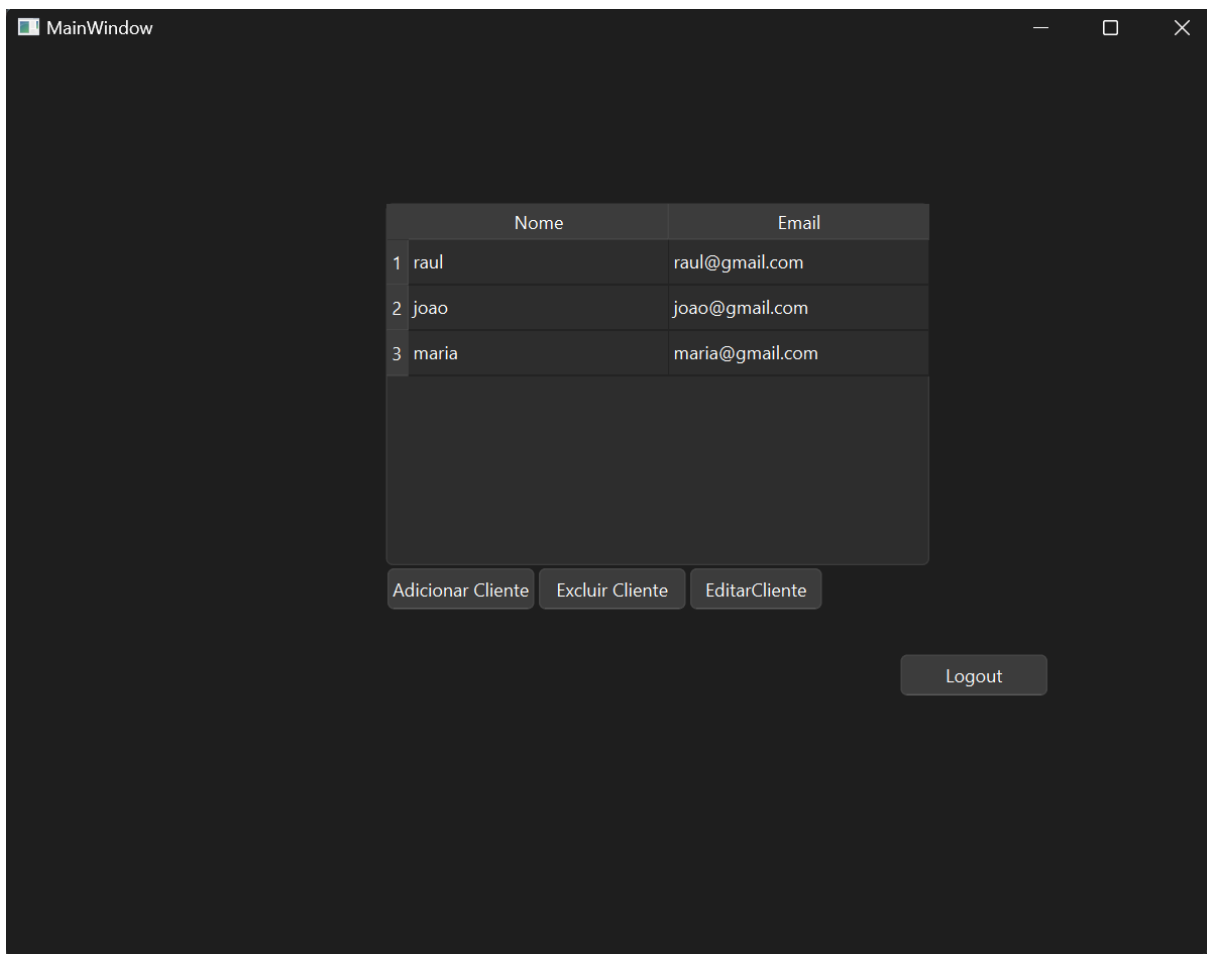 MainWindow
Nome Email
1 raul raul@gmail.com
2 joao joao@gmail.com
3 maria maria@gmail.com
Adicionar Cliente Excluir Cliente EditarCliente
Logout